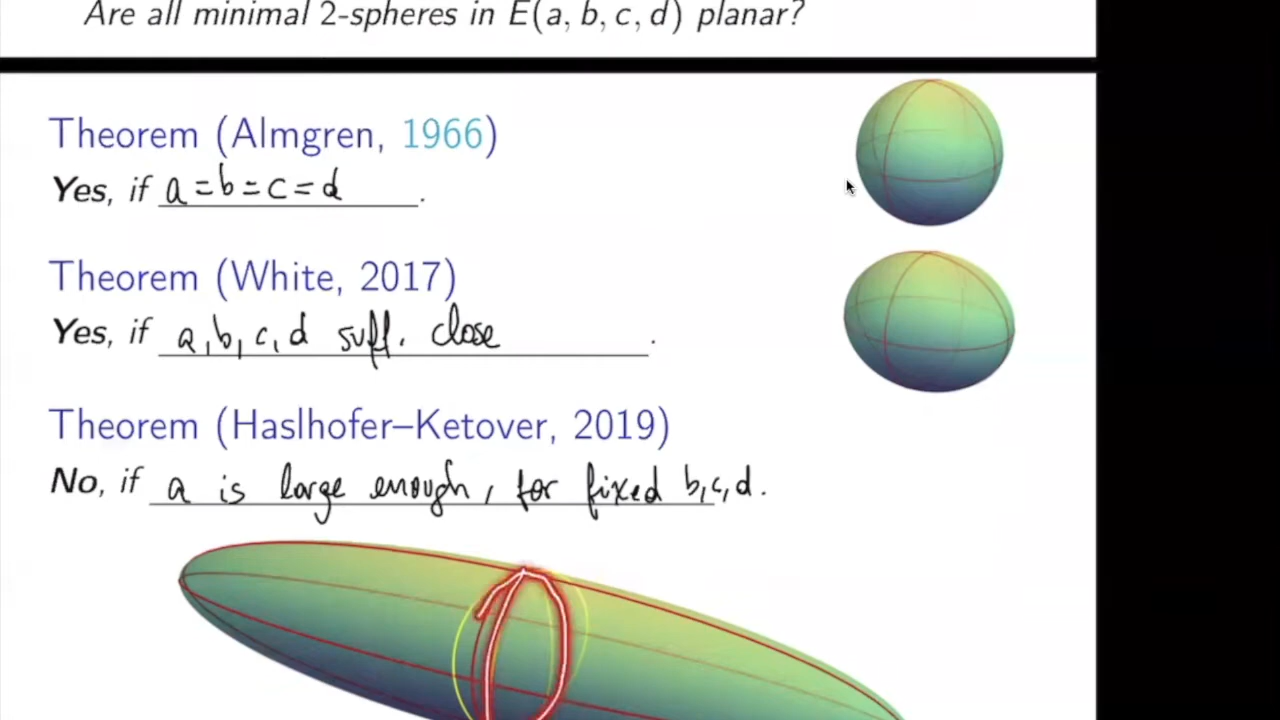 Are all minimal 2-spheres in E(a, b, c, d) planar?
Theorem (Almgren, 1966)
Yes, if a=b=c=d.
Theorem (White, 2017)
Yes, if a,b,c,d suff. close.
Theorem (Haslhofer–Ketover, 2019)
No, if a is large enough, for fixed b,c,d.